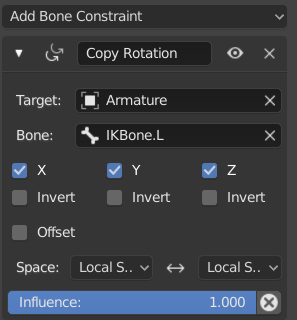 Add Bone Constraint
Copy Rotation
Target: Armature
Bone: IKBone.L
X Y Z
Invert Invert Invert
Offset
Space: Local S.. Local S..
Influence: 1.000